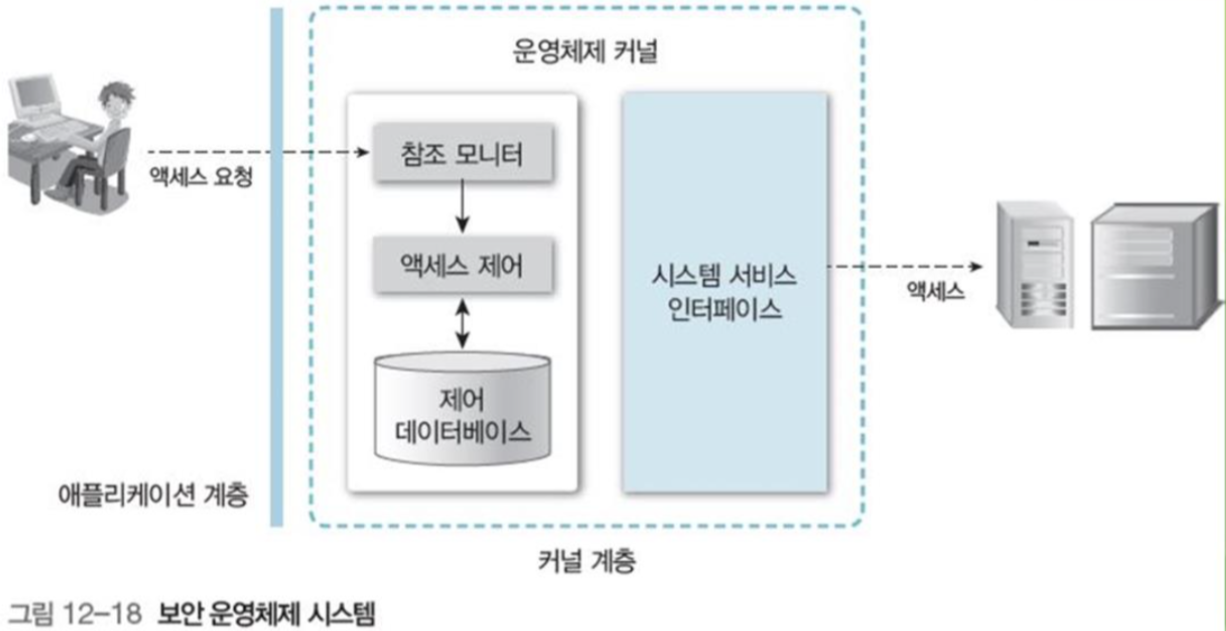 운영체제 커널
참조 모니터
액세스 요청
액세스 제어
시스템 서비스
인터페이스
액세스
제어
데이터베이스
애플리케이션 계층
커널 계층
그림 12-18 보안 운영체제 시스템